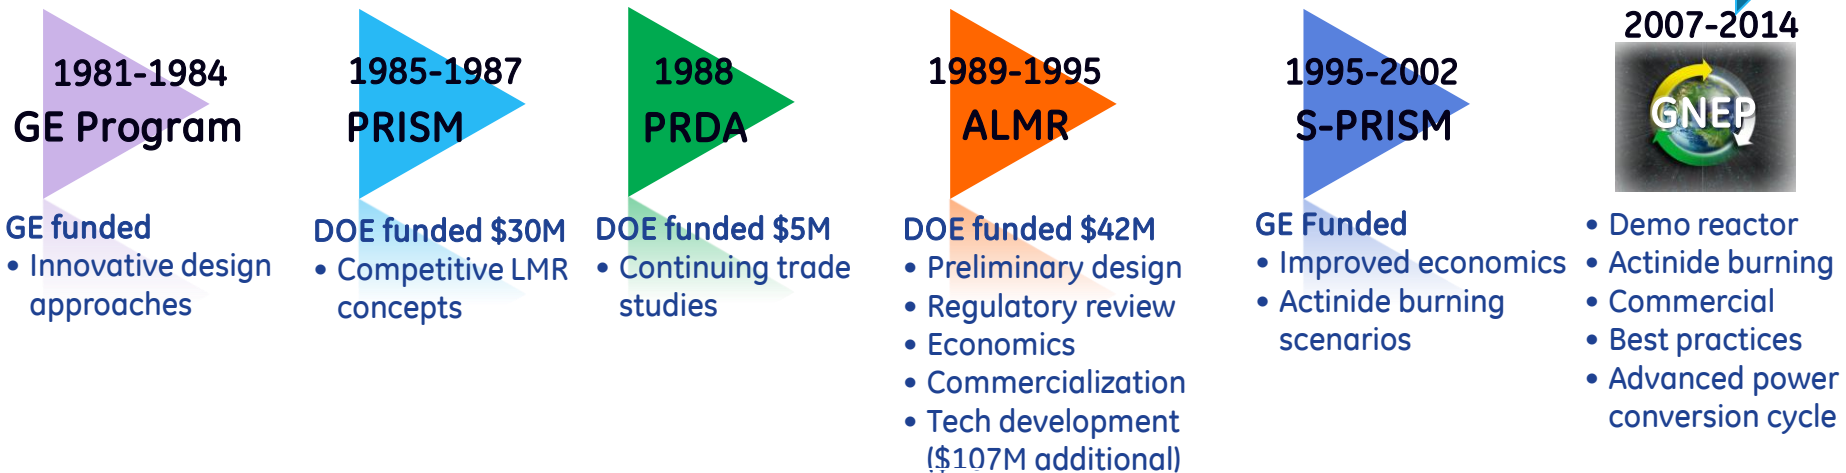 1981-1984
GE Program
GE funded
• Innovative design
approaches
1985-1987
PRISM
DOE funded $30M
• Competitive LMR
concepts
1988
PRDA
DOE funded $5M
• Continuing trade
studies
1989-1995
ALMR
DOE funded $42M
• Preliminary design
• Regulatory review
• Economics
• Commercialization
• Tech development
($107M additional)
1995-2002
S-PRISM
GE Funded
• Improved economics
• Actinide burning
scenarios
2007-2014
GNEP
• Demo reactor
• Actinide burning
• Commercial
• Best practices
• Advanced power
conversion cycle